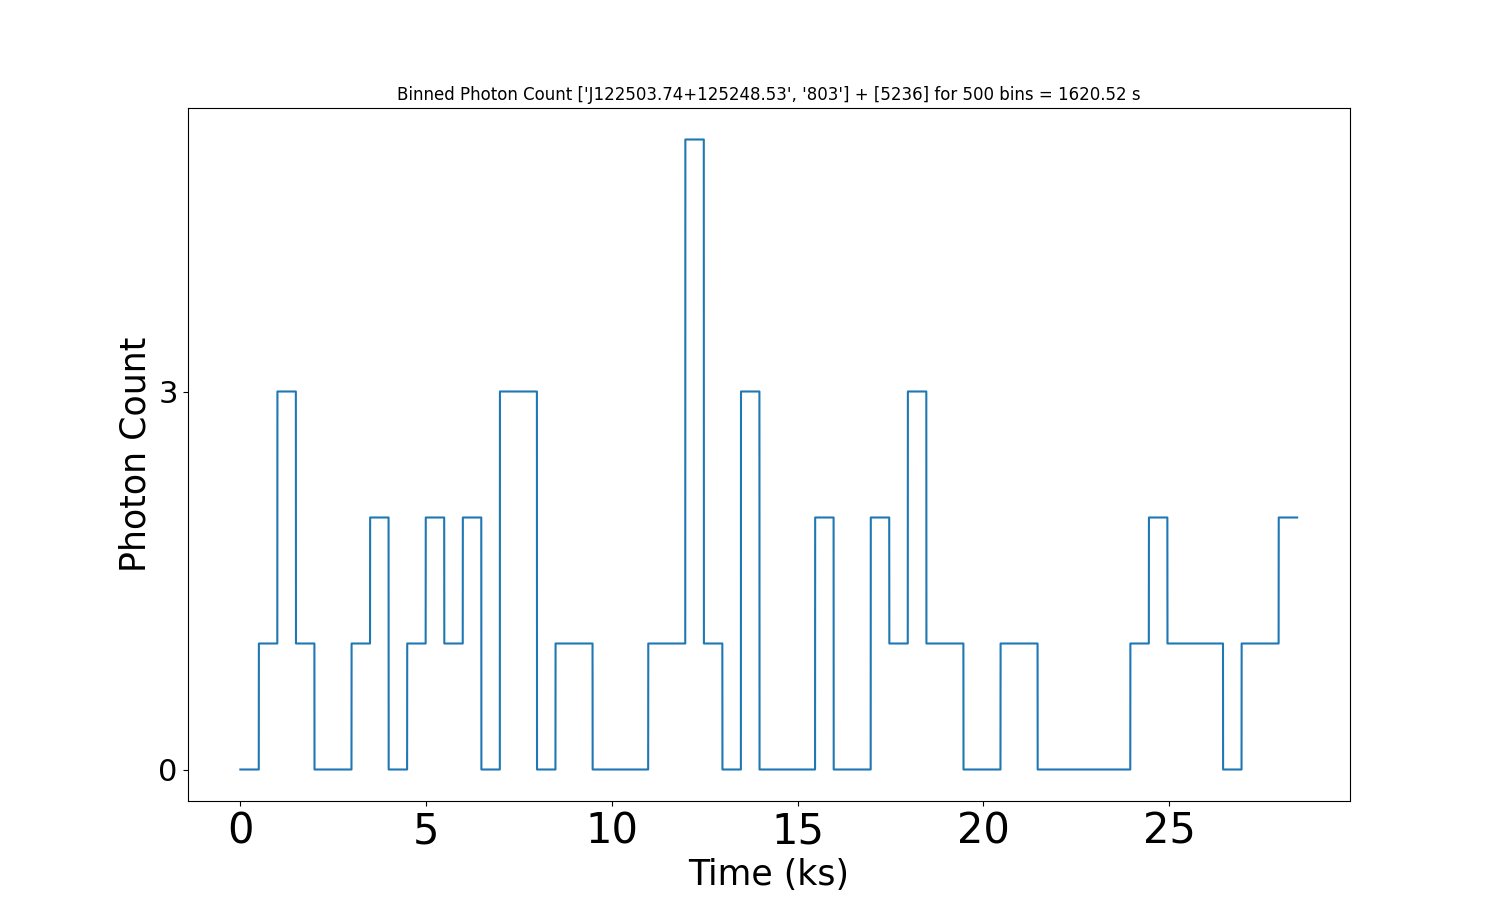 Binned Photon Count ['J122503.74+125248.53', '803'] + [5236] for 500 bins = 1620.52 s
Photon Count
3
0
0 5 10 15 20 25
Time (ks)